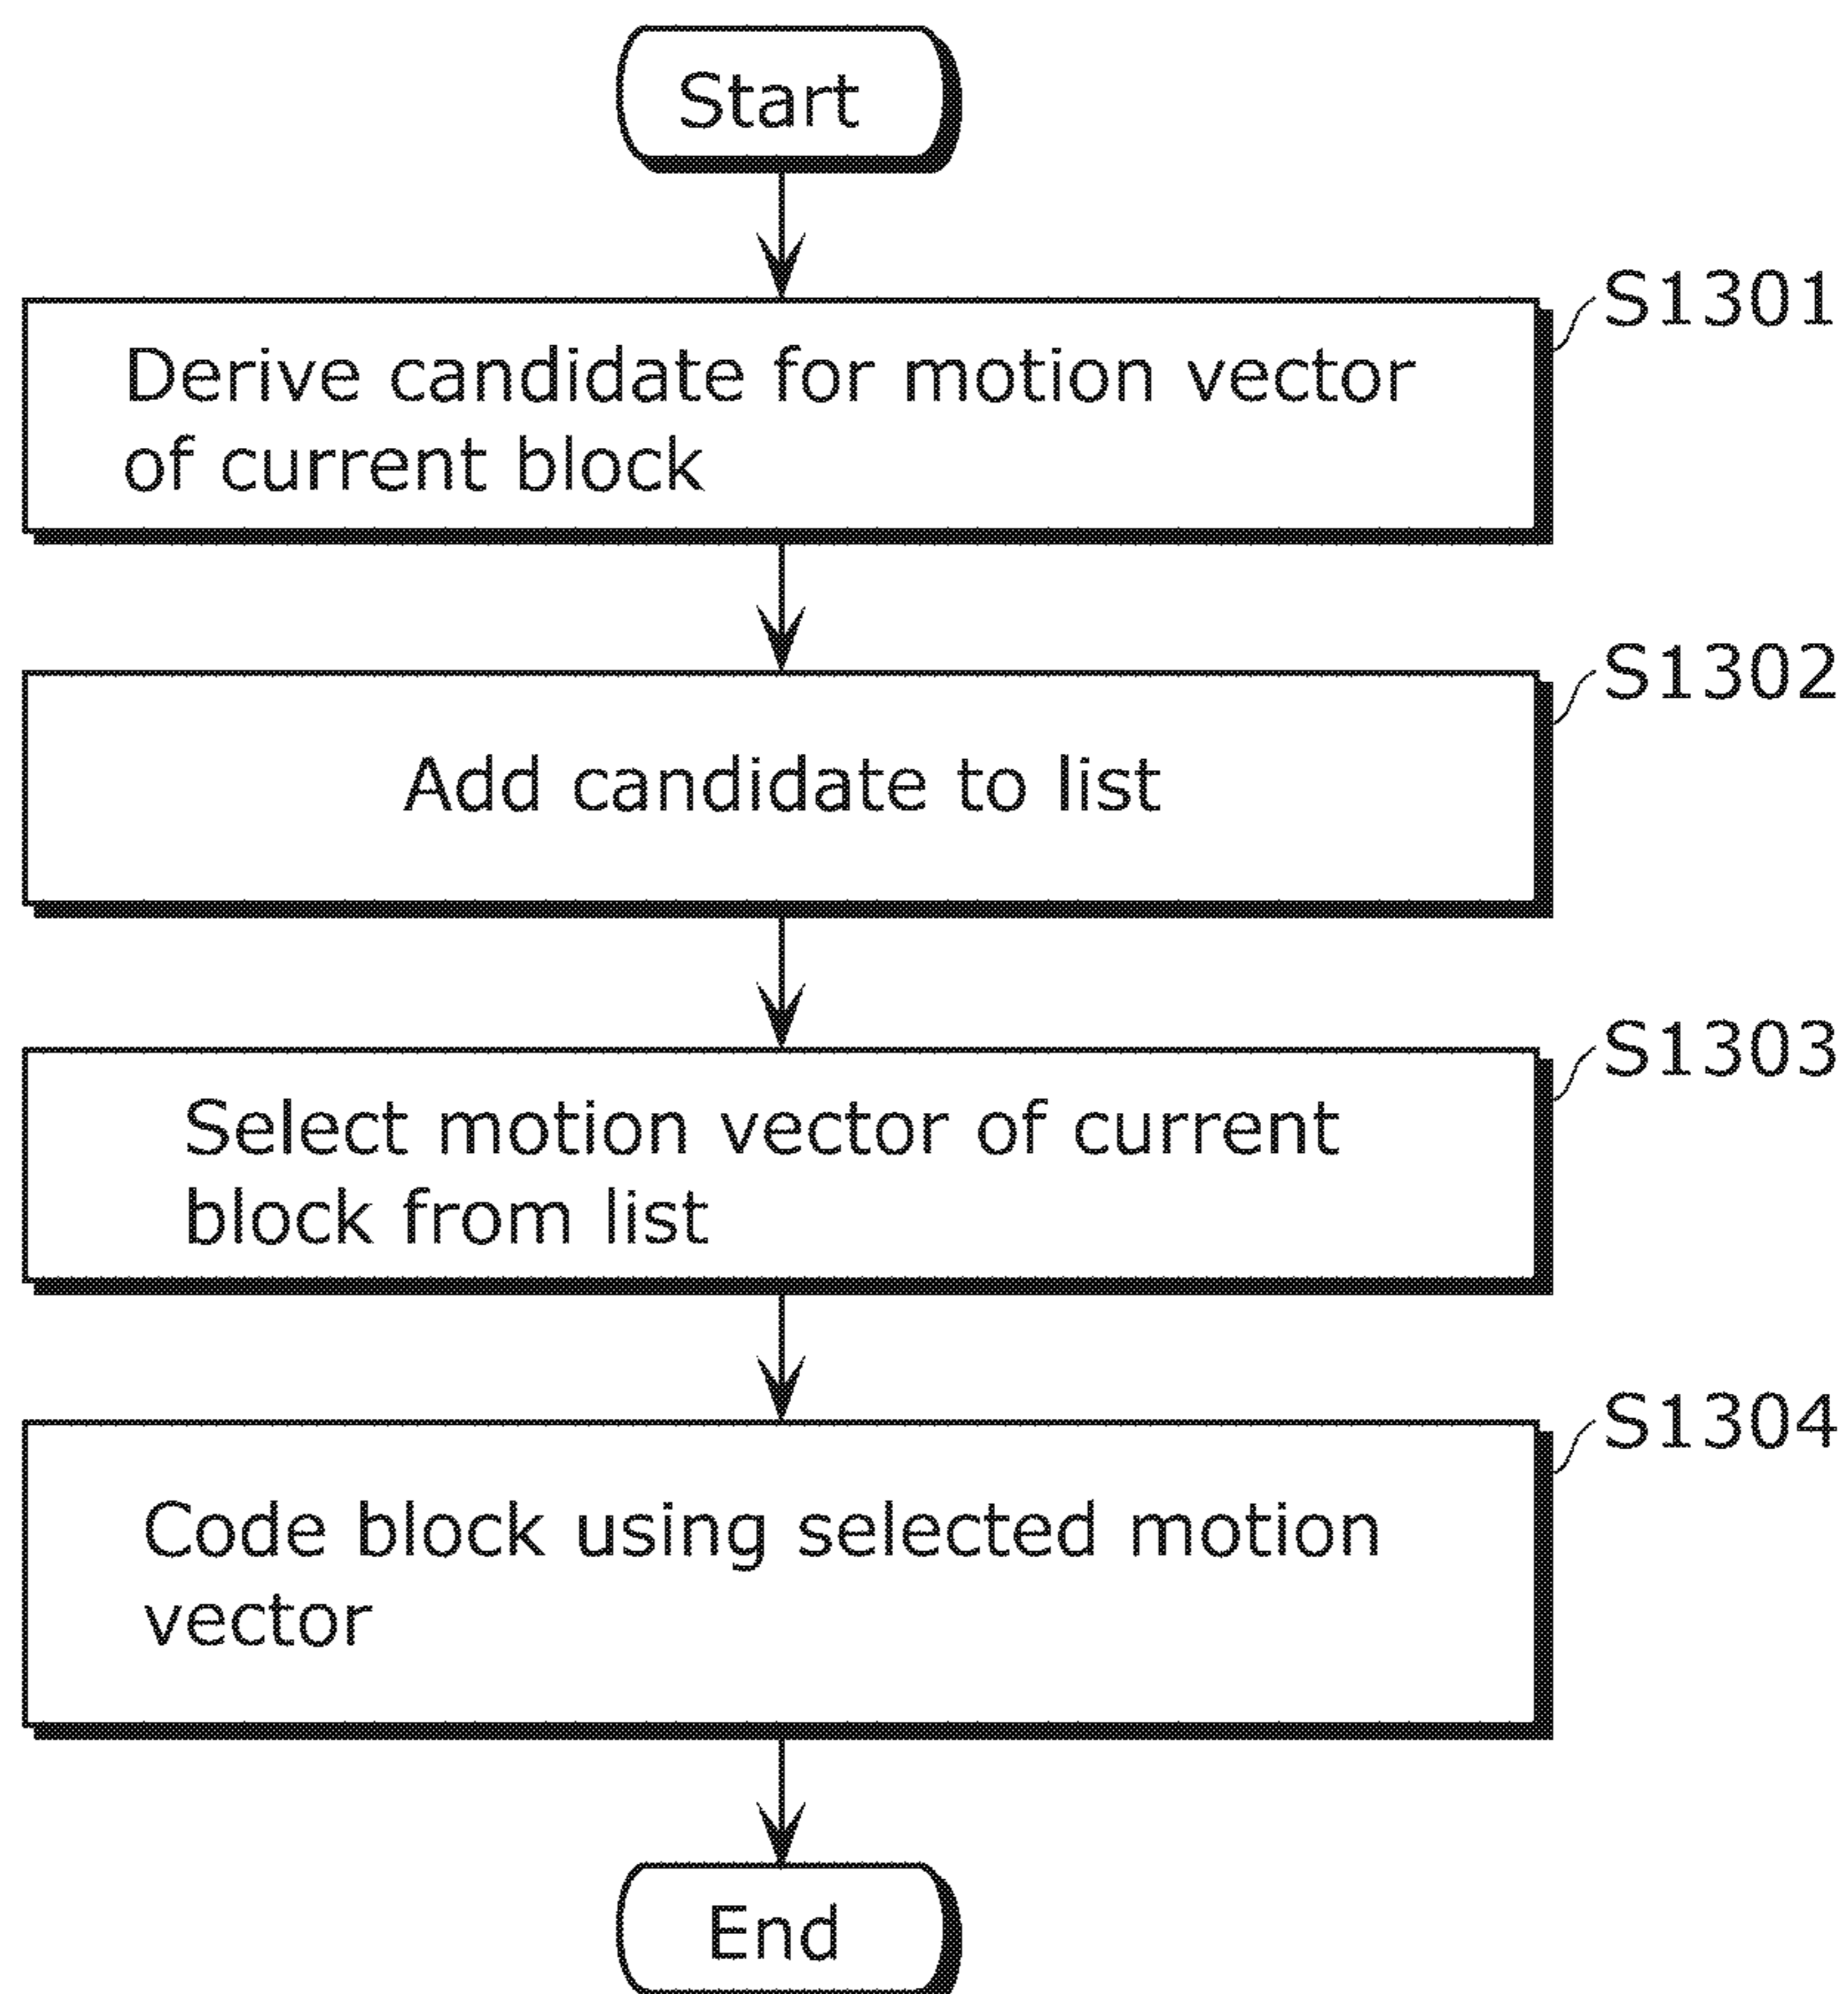 Start
S1301
Derive candidate for motion vector
of current block
S1302
Add candidate to list
S1303
Select motion vector of current
block from list
S1304
Code block using selected motion
vector
End